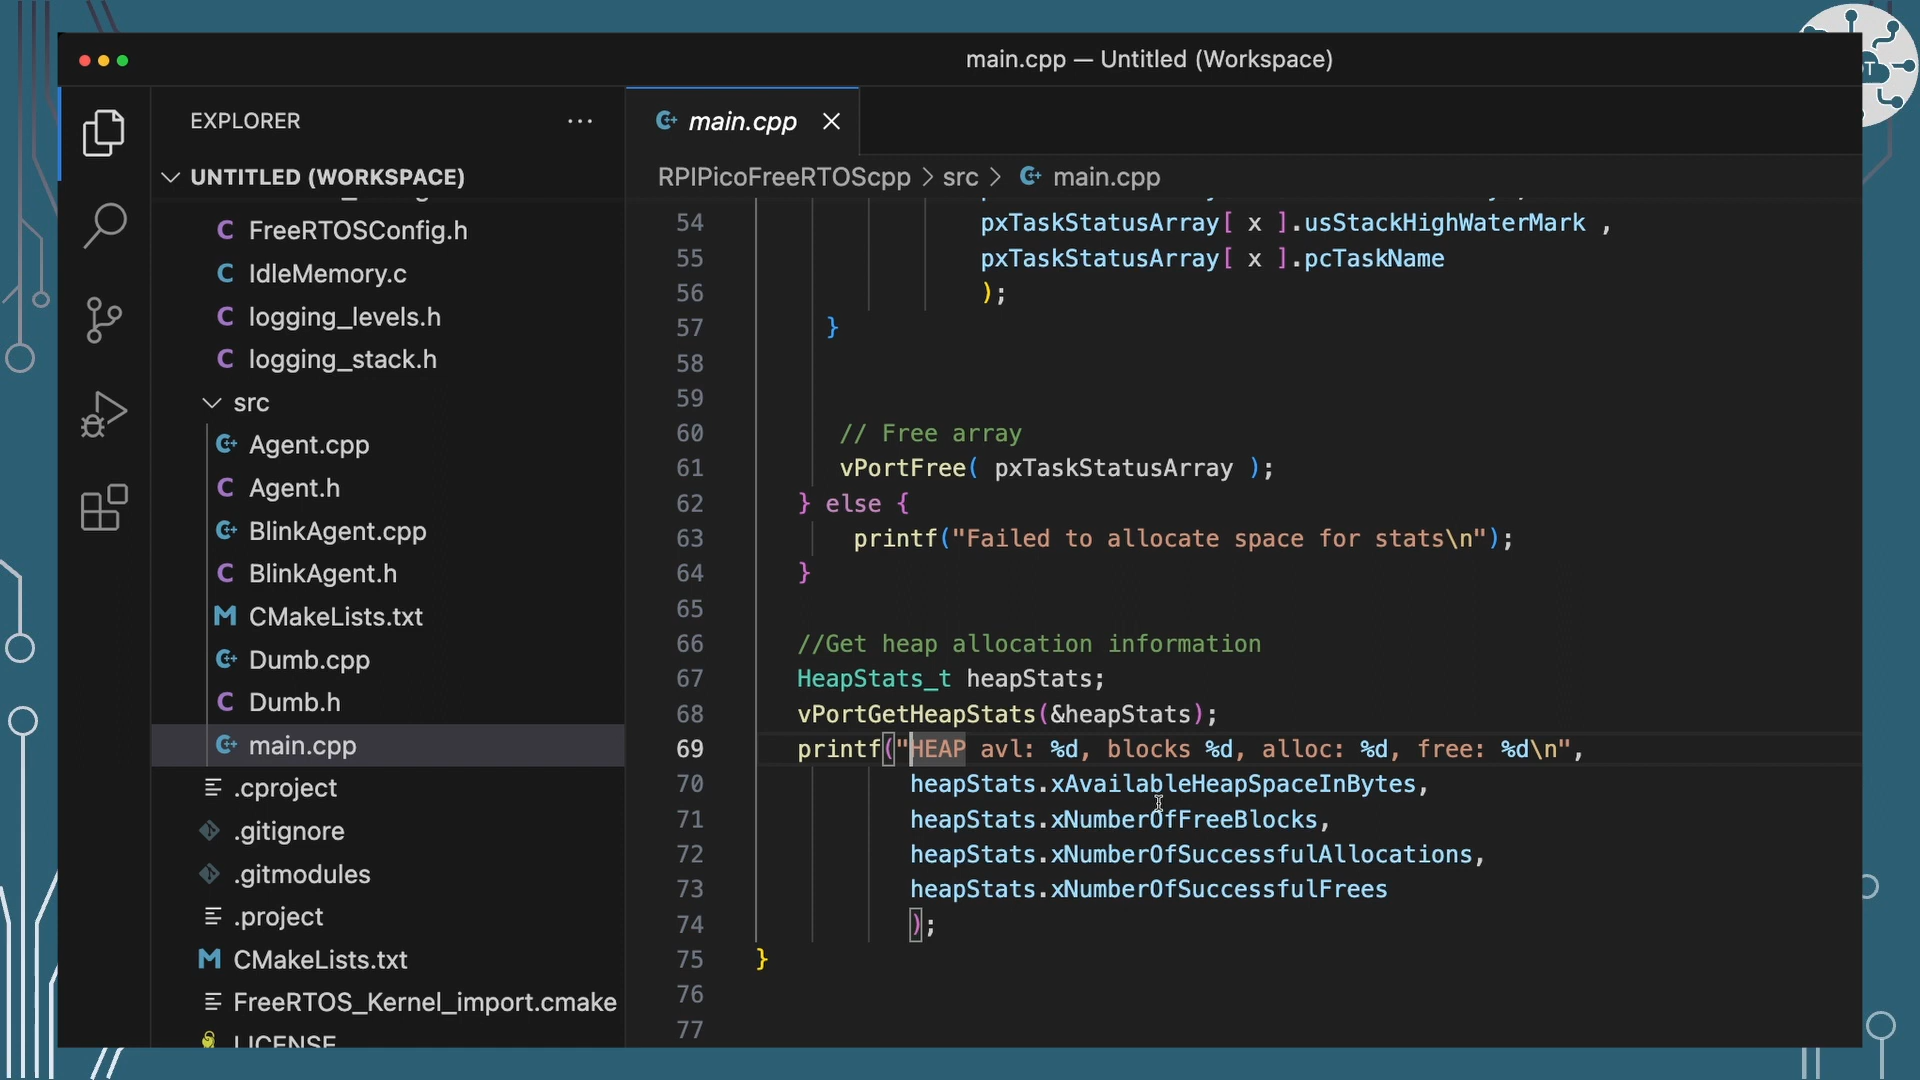 main.cpp — Untitled (Workspace)
EXPLORER
UNTITLED (WORKSPACE)
FreeRTOSConfig.h
IdleMemory.c
logging_levels.h
logging_stack.h
src
Agent.cpp
Agent.h
BlinkAgent.cpp
BlinkAgent.h
CMakeLists.txt
Dumb.cpp
Dumb.h
main.cpp
.cproject
.gitignore
.gitmodules
.project
CMakeLists.txt
FreeRTOS_Kernel_import.cmake
LICENSE
main.cpp
RPIPicoFreeRTOScpp > src > main.cpp
54 pxTaskStatusArray[ x ].usStackHighWaterMark ,
55 pxTaskStatusArray[ x ].pcTaskName
56 );
57 }
58
59
60 // Free array
61 vPortFree( pxTaskStatusArray );
62 } else {
63 printf("Failed to allocate space for stats\n");
64 }
65
66 //Get heap allocation information
67 HeapStats_t heapStats;
68 vPortGetHeapStats(&heapStats);
69 printf("HEAP avl: %d, blocks %d, alloc: %d, free: %d\n",
70 heapStats.xAvailableHeapSpaceInBytes,
71 heapStats.xNumberOfFreeBlocks,
72 heapStats.xNumberOfSuccessfulAllocations,
73 heapStats.xNumberOfSuccessfulFrees
74 );
75 }
76
77